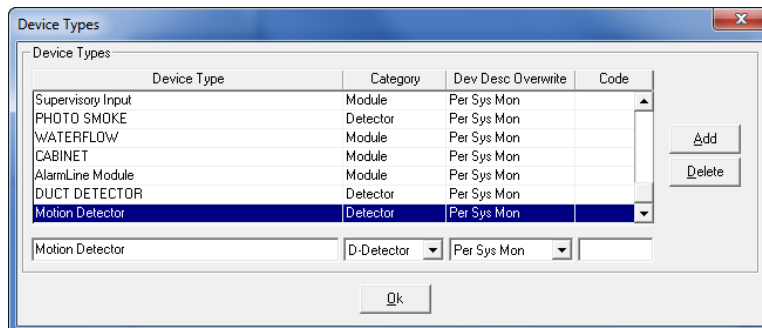 Device Types
Device Types
Device Type Category Dev Desc Overwrite Code
Supervisory Input Module Per Sys Mon
PHOTO SMOKE Detector Per Sys Mon
WATERFLOW Module Per Sys Mon
CABINET Module Per Sys Mon
AlarmLine Module Module Per Sys Mon
DUCT DETECTOR Detector Per Sys Mon
Motion Detector Detector Per Sys Mon
Motion Detector D-Detector Per Sys Mon
Add
Delete
Ok